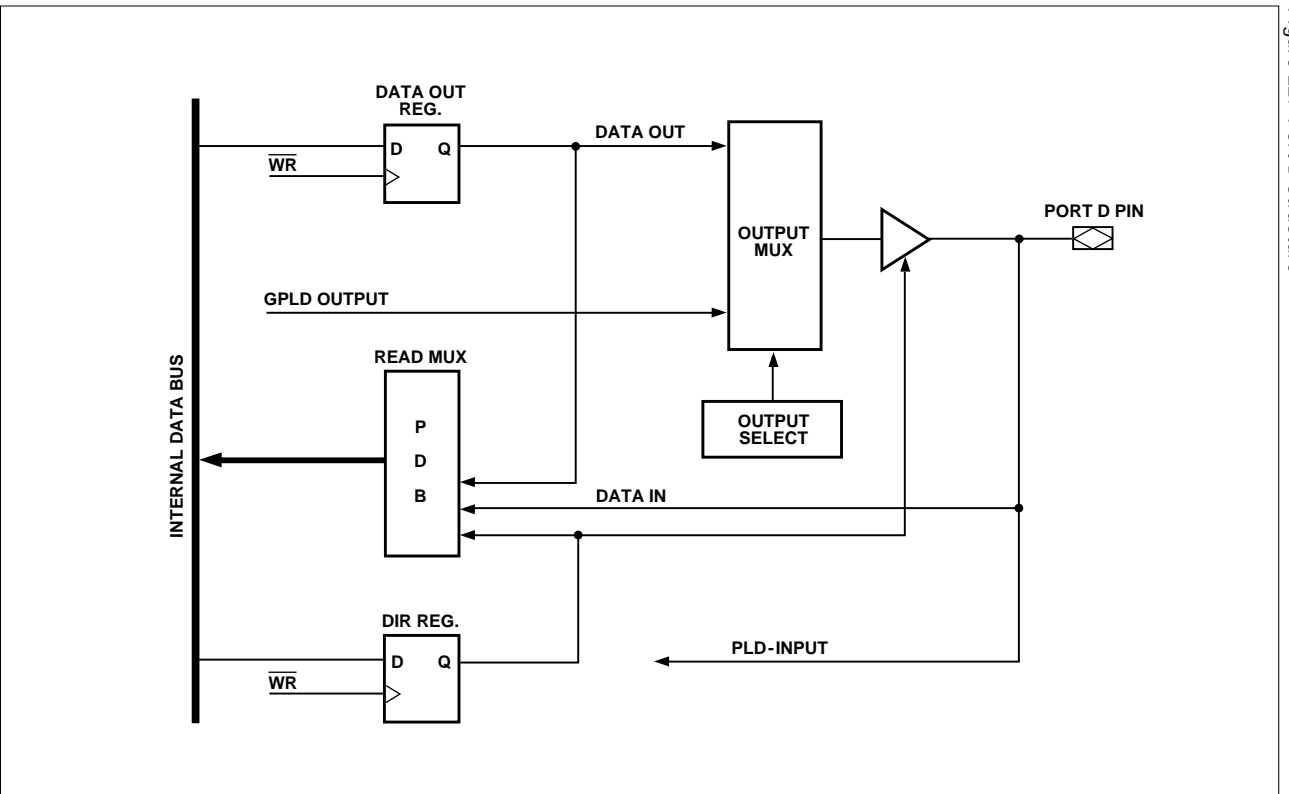 DATA OUT
REG.
D Q
WR
DATA OUT
OUTPUT
MUX
PORT D PIN
GPLD OUTPUT
READ MUX
P
D
B
OUTPUT
SELECT
INTERNAL DATA BUS
DATA IN
DIR REG.
D Q
WR
PLD-INPUT